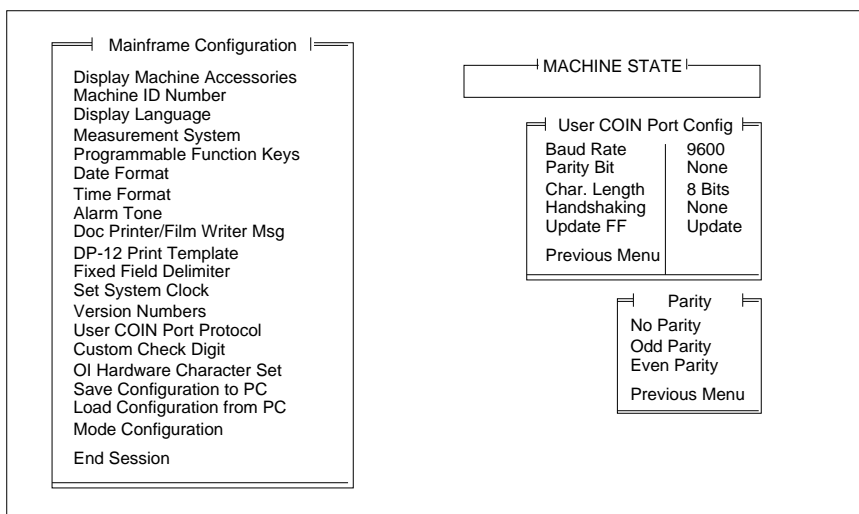 Mainframe Configuration
Display Machine Accessories
Machine ID Number
Display Language
Measurement System
Programmable Function Keys
Date Format
Time Format
Alarm Tone
Doc Printer/Film Writer Msg
DP-12 Print Template
Fixed Field Delimiter
Set System Clock
Version Numbers
User COIN Port Protocol
Custom Check Digit
OI Hardware Character Set
Save Configuration to PC
Load Configuration from PC
Mode Configuration
End Session
MACHINE STATE
User COIN Port Config
Baud Rate 9600
Parity Bit None
Char. Length 8 Bits
Handshaking None
Update FF Update
Previous Menu
Parity
No Parity
Odd Parity
Even Parity
Previous Menu